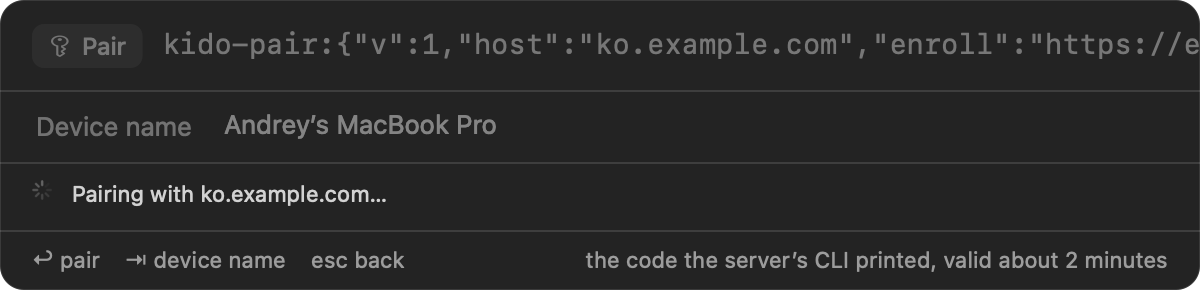 Pair kido-pair:{"v":1,"host":"ko.example.com","enroll":"https://e
Device name Andrey’s MacBook Pro
Pairing with ko.example.com…
↩ pair ⇥ device name esc back the code the server’s CLI printed, valid about 2 minutes